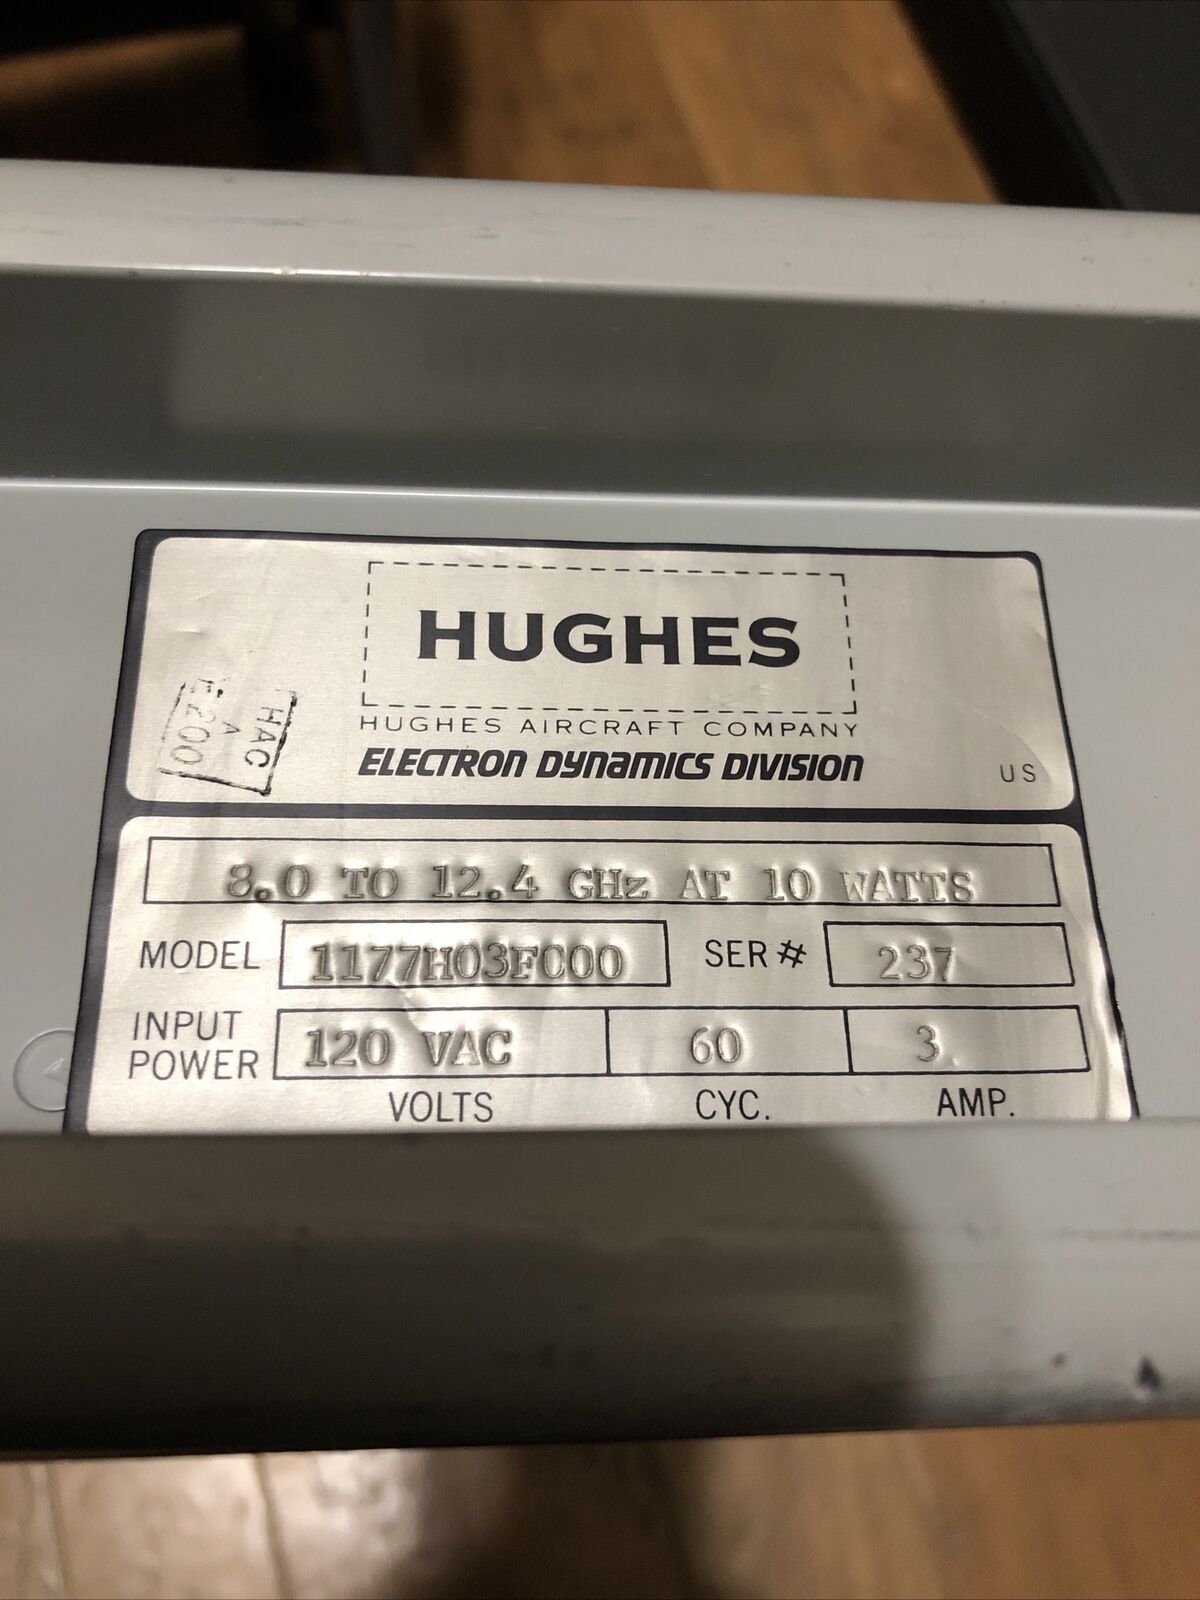 HUGHES
HUGHES AIRCRAFT COMPANY
ELECTRON DYNAMICS DIVISION
US
HAC
A
200
8.0 TO 12.4 GHz AT 10 WATTS
MODEL 1177H03F000 SER # 237
INPUT POWER 120 VAC 60 3
VOLTS CYC. AMP.